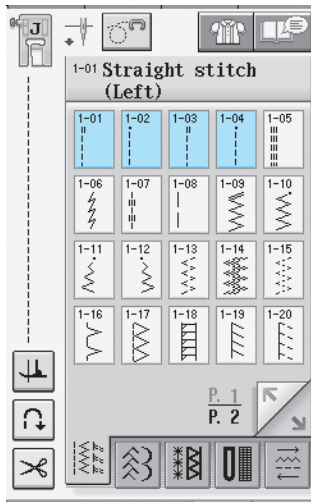 J
1-01 Straight stitch
(Left)
1-01 1-02 1-03 1-04 1-05
1-06 1-07 1-08 1-09 1-10
1-11 1-12 1-13 1-14 1-15
1-16 1-17 1-18 1-19 1-20
P. 1
P. 2